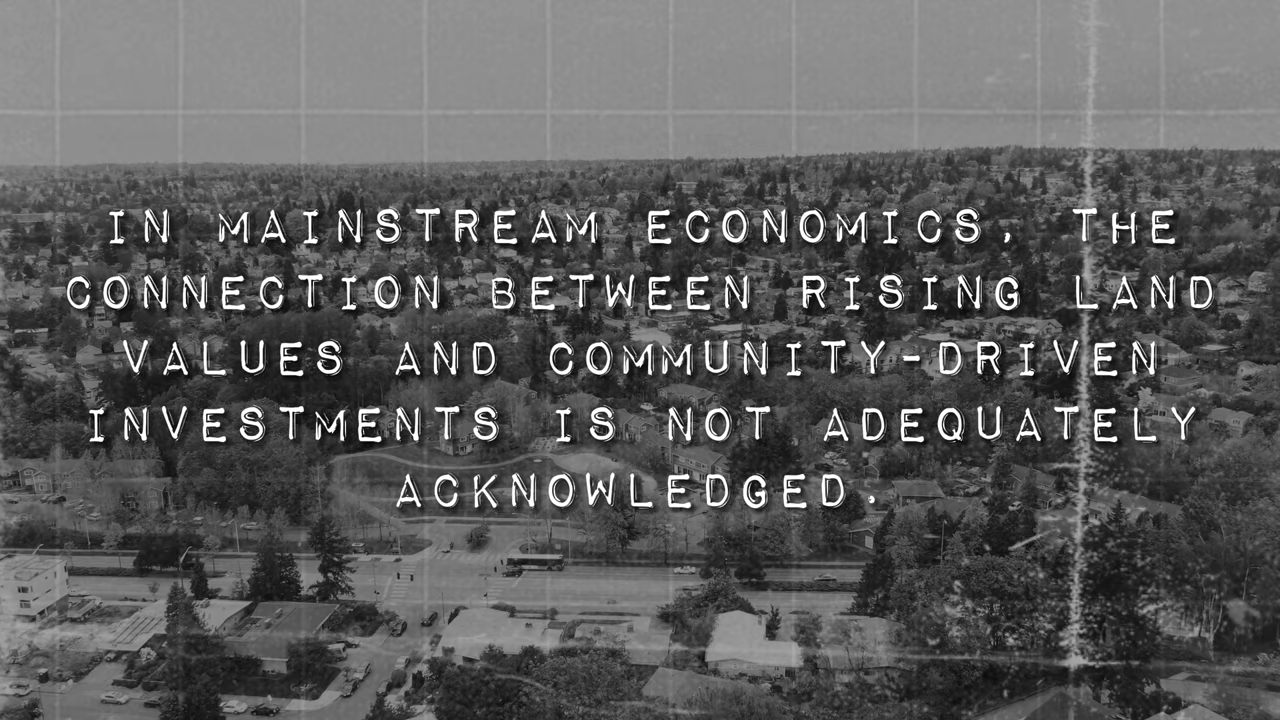 IN MAINSTREAM ECONOMICS, THE
CONNECTION BETWEEN RISING LAND
VALUES AND COMMUNITY-DRIVEN
INVESTMENTS IS NOT ADEQUATELY
ACKNOWLEDGED.